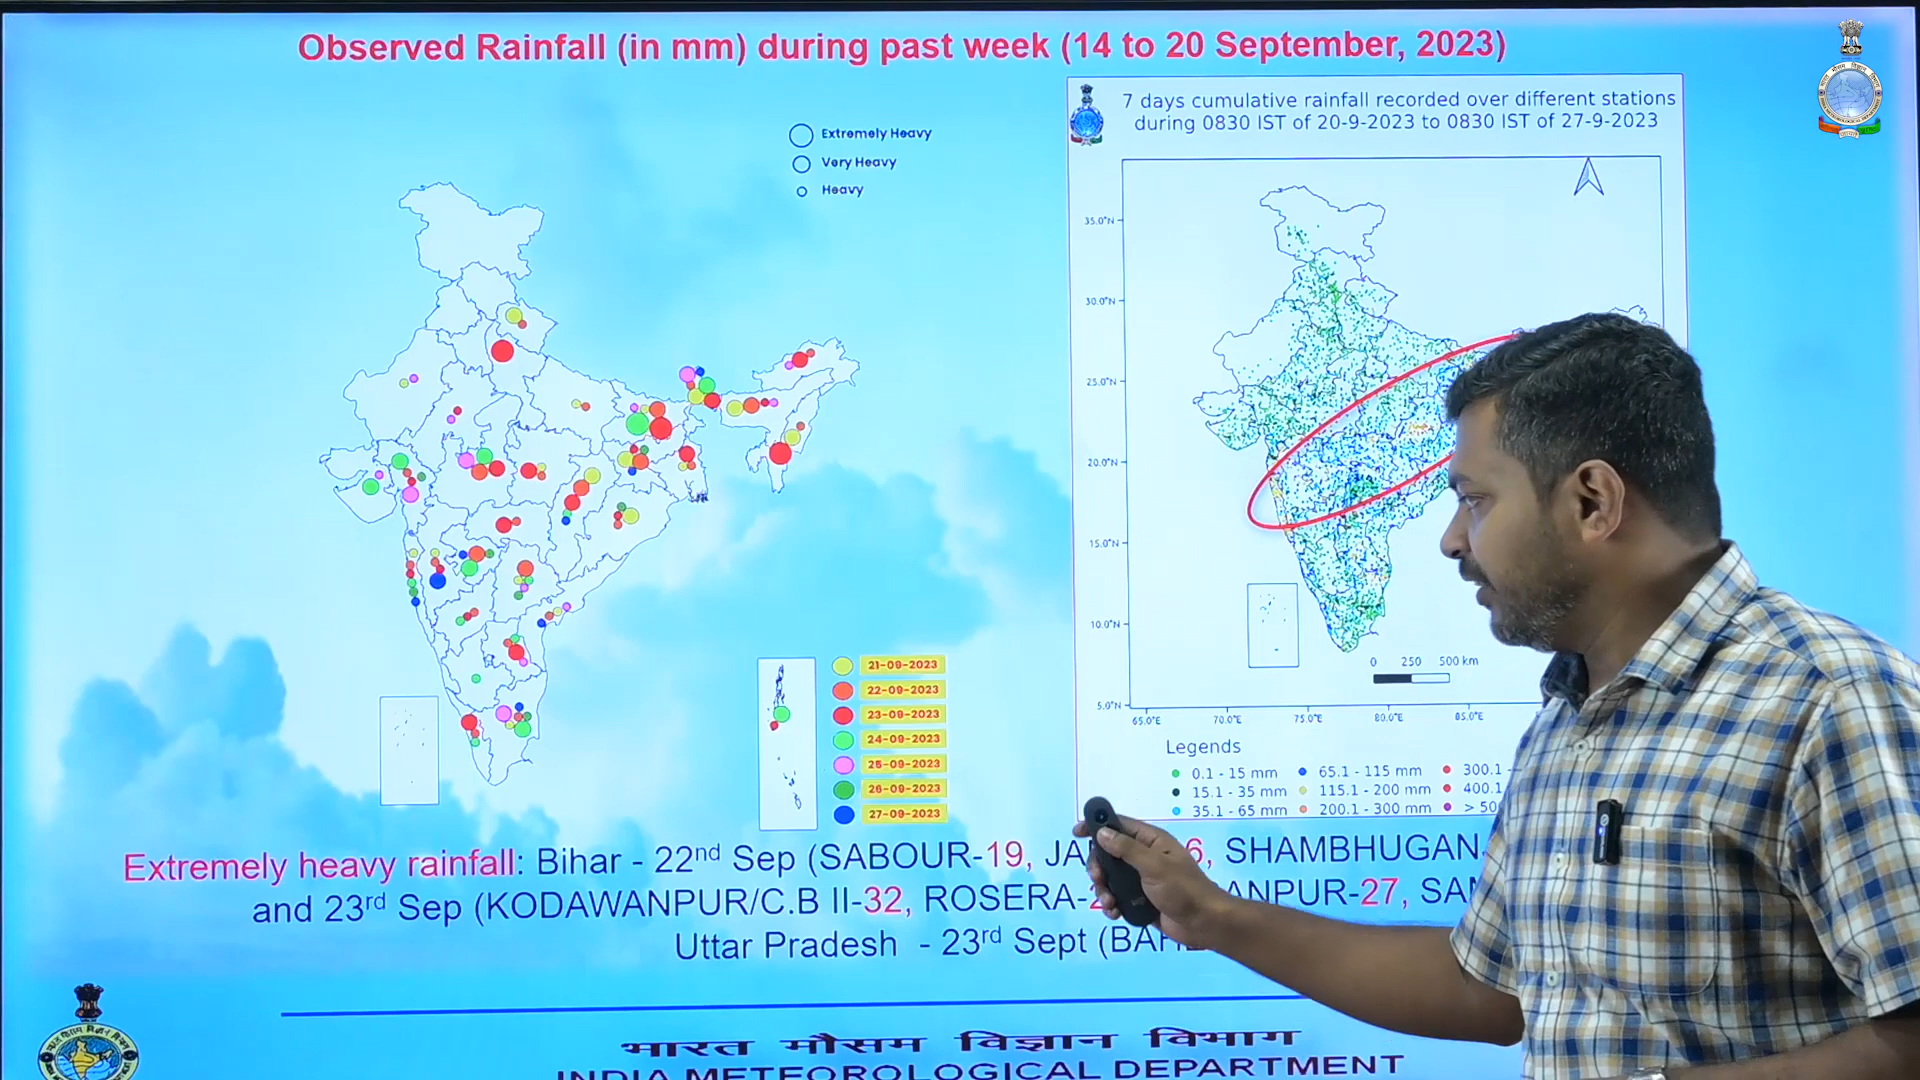 Observed Rainfall (in mm) during past week (14 to 20 September, 2023)
Extremely Heavy
Very Heavy
Heavy
21-09-2023
22-09-2023
23-09-2023
24-09-2023
25-09-2023
26-09-2023
27-09-2023
7 days cumulative rainfall recorded over different stations
during 0830 IST of 20-9-2023 to 0830 IST of 27-9-2023
35.0°N
30.0°N
25.0°N
20.0°N
15.0°N
10.0°N
5.0°N
65.0°E 70.0°E 75.0°E 80.0°E 85.0°E
0 250 500 km
Legends
0.1 - 15 mm 65.1 - 115 mm 300.1 -
15.1 - 35 mm 115.1 - 200 mm 400.1
35.1 - 65 mm 200.1 - 300 mm > 50
Extremely heavy rainfall: Bihar - 22nd Sep (SABOUR-19, 6, SHAMBHUGAN
and 23rd Sep (KODAWANPUR/C.B II-32, ROSERA- ANPUR-27,
Uttar Pradesh - 23rd Sept
भारत मौसम विज्ञान विभाग
INDIA METEOROLOGICAL DEPARTMENT